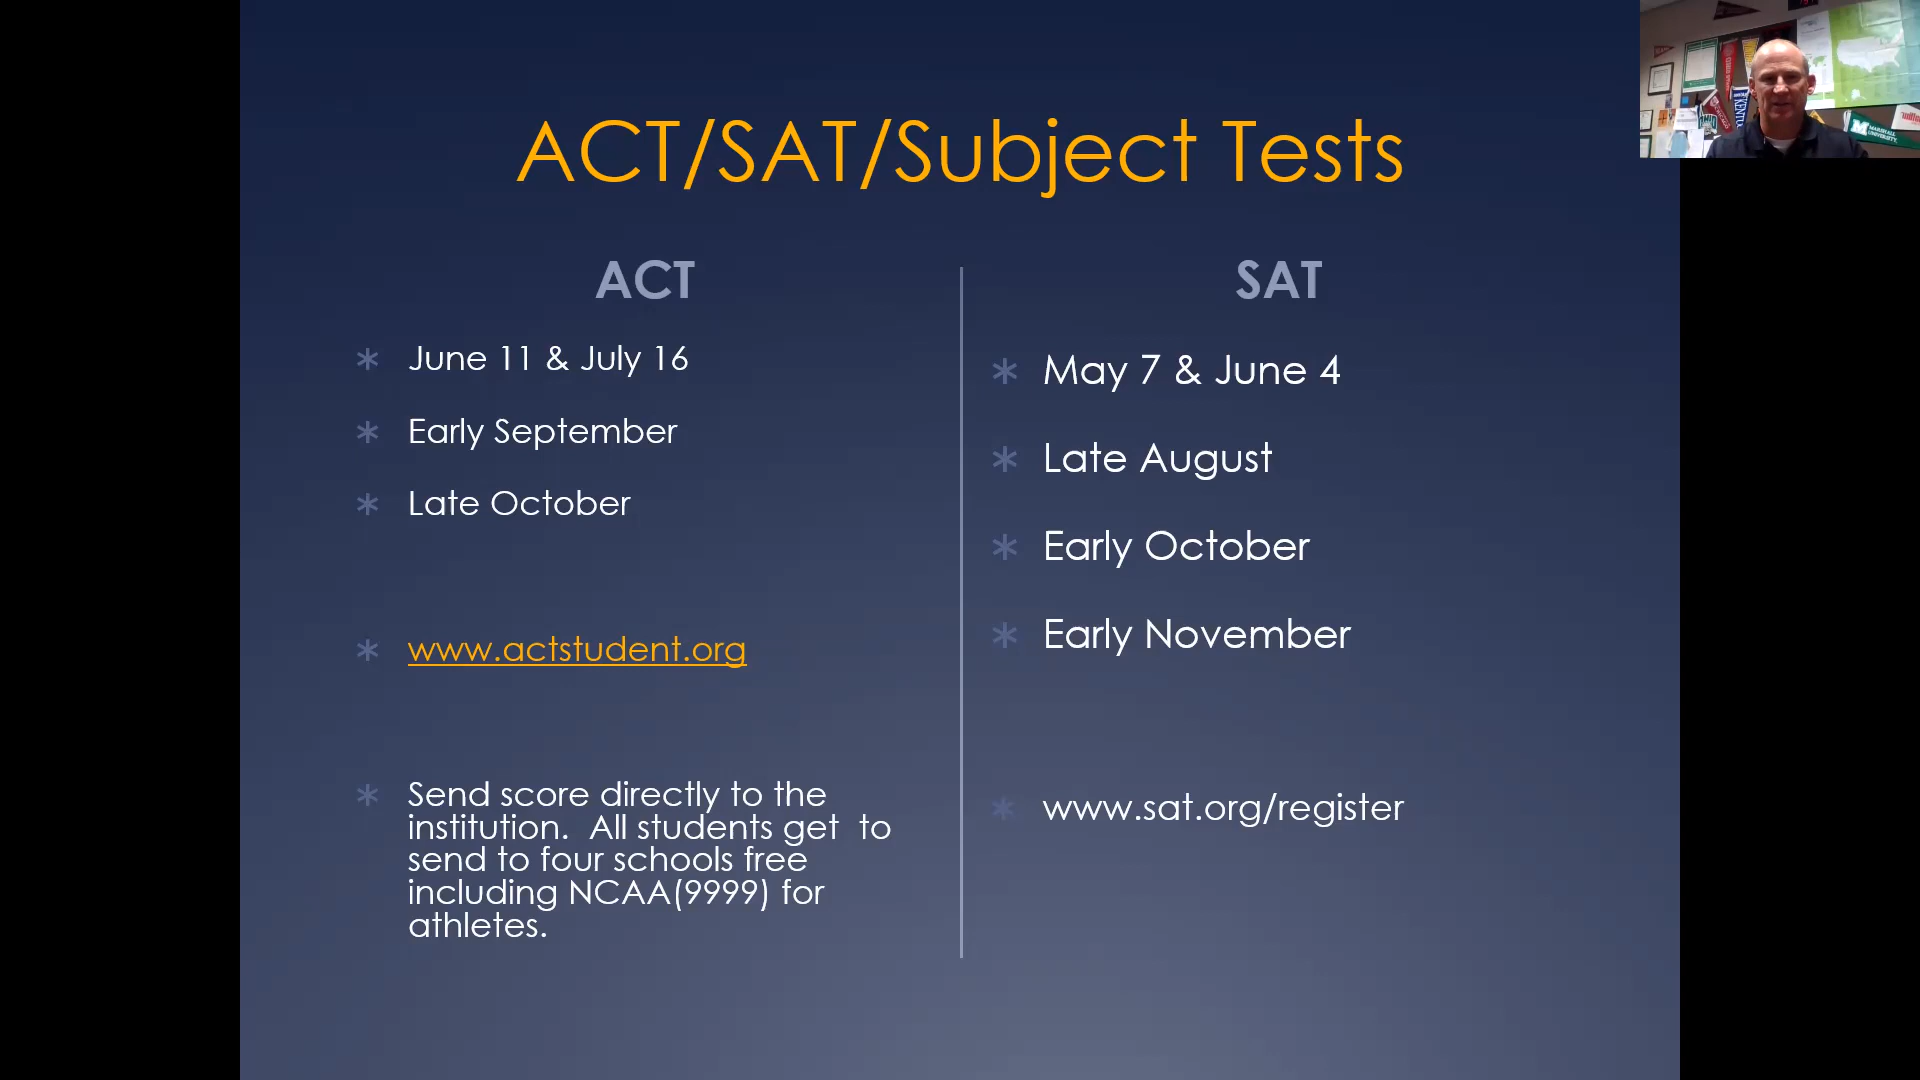 ACT/SAT/Subject Tests
ACT
June 11 & July 16
Early September
Late October
www.actstudent.org
Send score directly to the
institution.  All students get  to
send to four schools free
including NCAA(9999) for
athletes.
SAT
May 7 & June 4
Late August
Early October
Early November
www.sat.org/register
MARSHALL
UNIVERSITY